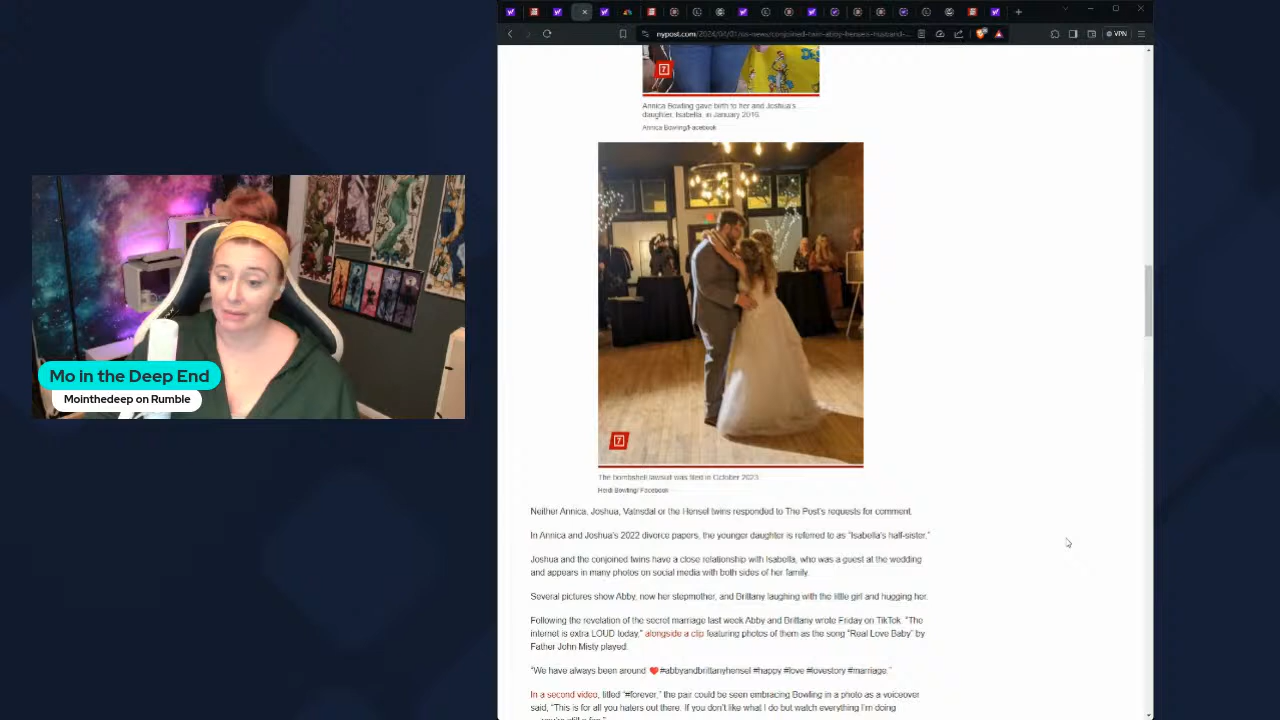 nypost.com/2024/04/01/us-news/conjoined-twin-abby-hensels-husband-...
VPN
Annica Bowling gave birth to her and Joshua's
daughter, Isabella, in January 2016.
Annica Bowling/Facebook
The bombshell lawsuit was filed in October 2023.
Heidi Bowling/ Facebook
Neither Annica, Joshua, Vatnsdal or the Hensel twins responded to The Post's requests for comment.
In Annica and Joshua's 2022 divorce papers, the younger daughter is referred to as "Isabella's half-sister."
Joshua and the conjoined twins have a close relationship with Isabella, who was a guest at the wedding
and appears in many photos on social media with both sides of her family.
Several pictures show Abby, now her stepmother, and Brittany laughing with the little girl and hugging her.
Following the revelation of the secret marriage last week Abby and Brittany wrote Friday on TikTok, "The
internet is extra LOUD today," alongside a clip featuring photos of them as the song "Real Love Baby" by
Father John Misty played.
"We have always been around ❤️#abbyandbrittanyhensel #happy #love #lovestory #marriage."
In a second video, titled "#forever," the pair could be seen embracing Bowling in a photo as a voiceover
said, "This is for all you haters out there. If you don't like what I do but watch everything I'm doing
you're still a fan."
Mo in the Deep End
Mointhedeep on Rumble
7
7